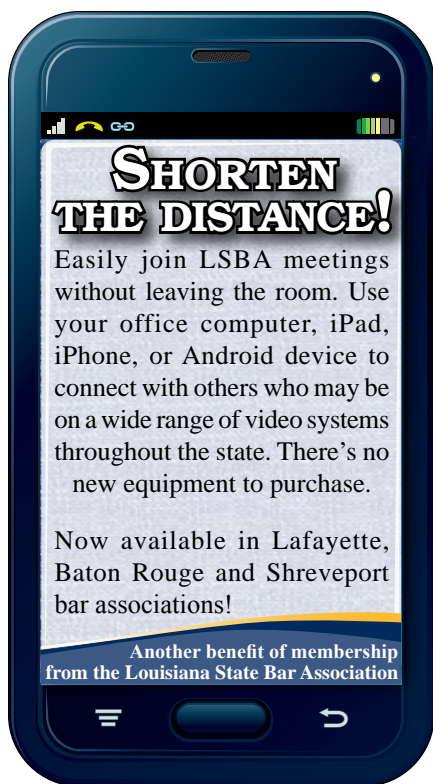 SHORTEN
THE DISTANCE!
Easily join LSBA meetings
without leaving the room. Use
your office computer, iPad,
iPhone, or Android device to
connect with others who may be
on a wide range of video systems
throughout the state. There's no
new equipment to purchase.
Now available in Lafayette,
Baton Rouge and Shreveport
bar associations!
Another benefit of membership
from the Louisiana State Bar Association